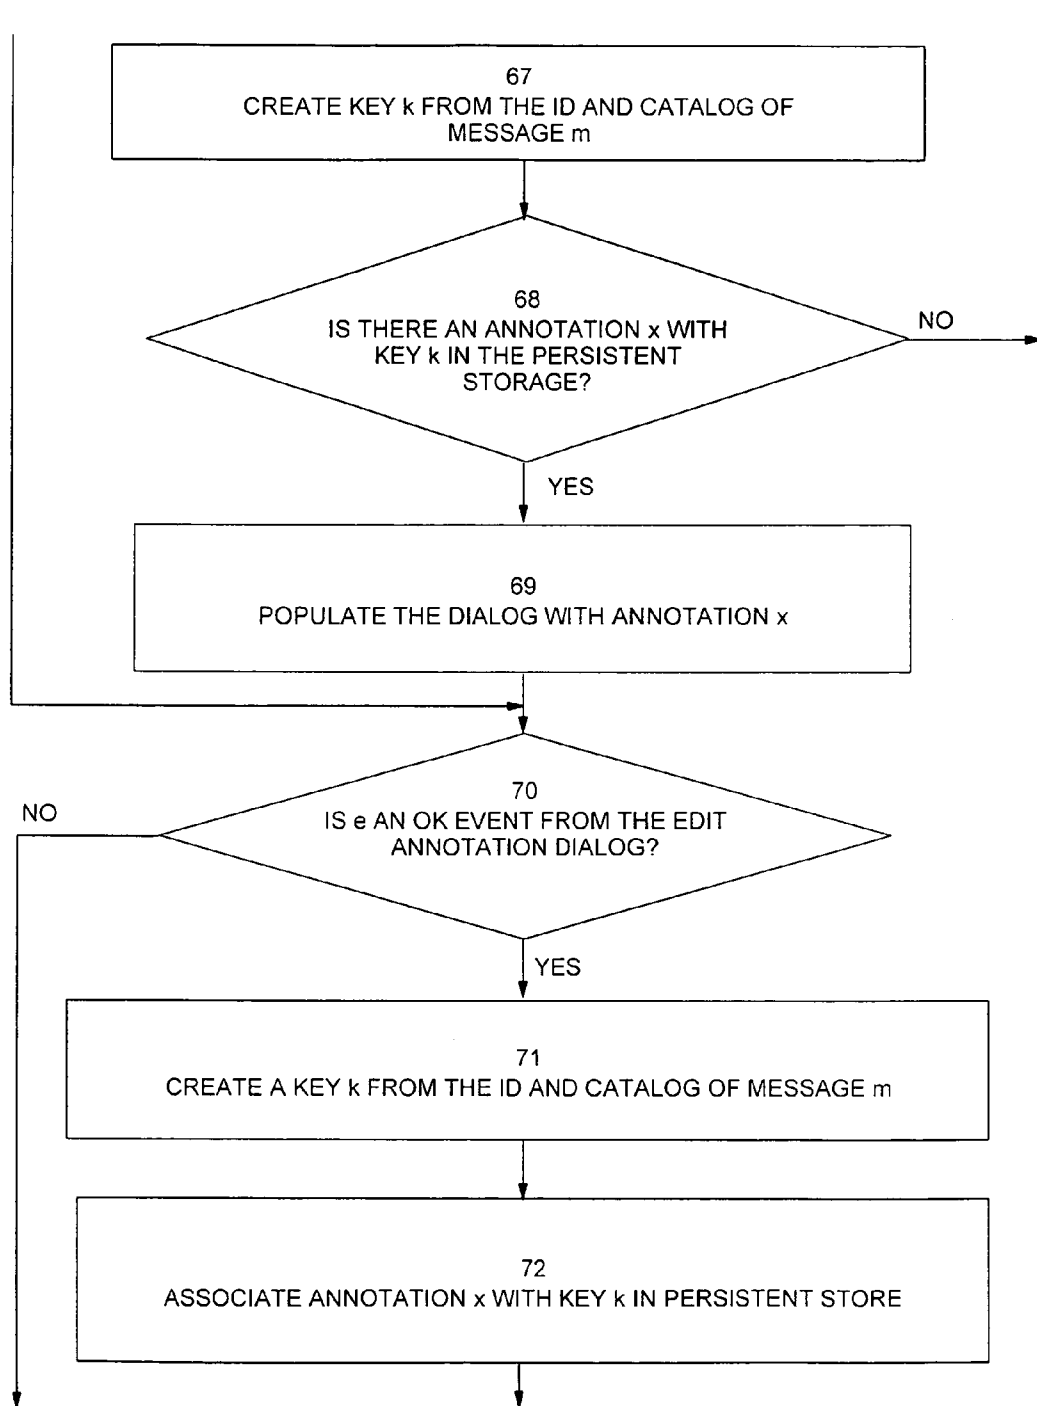 67
CREATE KEY k FROM THE ID AND CATALOG OF
MESSAGE m
68
IS THERE AN ANNOTATION x WITH
KEY k IN THE PERSISTENT
STORAGE?
NO
YES
69
POPULATE THE DIALOG WITH ANNOTATION x
70
IS e AN OK EVENT FROM THE EDIT
ANNOTATION DIALOG?
NO
YES
71
CREATE A KEY k FROM THE ID AND CATALOG OF MESSAGE m
72
ASSOCIATE ANNOTATION x WITH KEY k IN PERSISTENT STORE